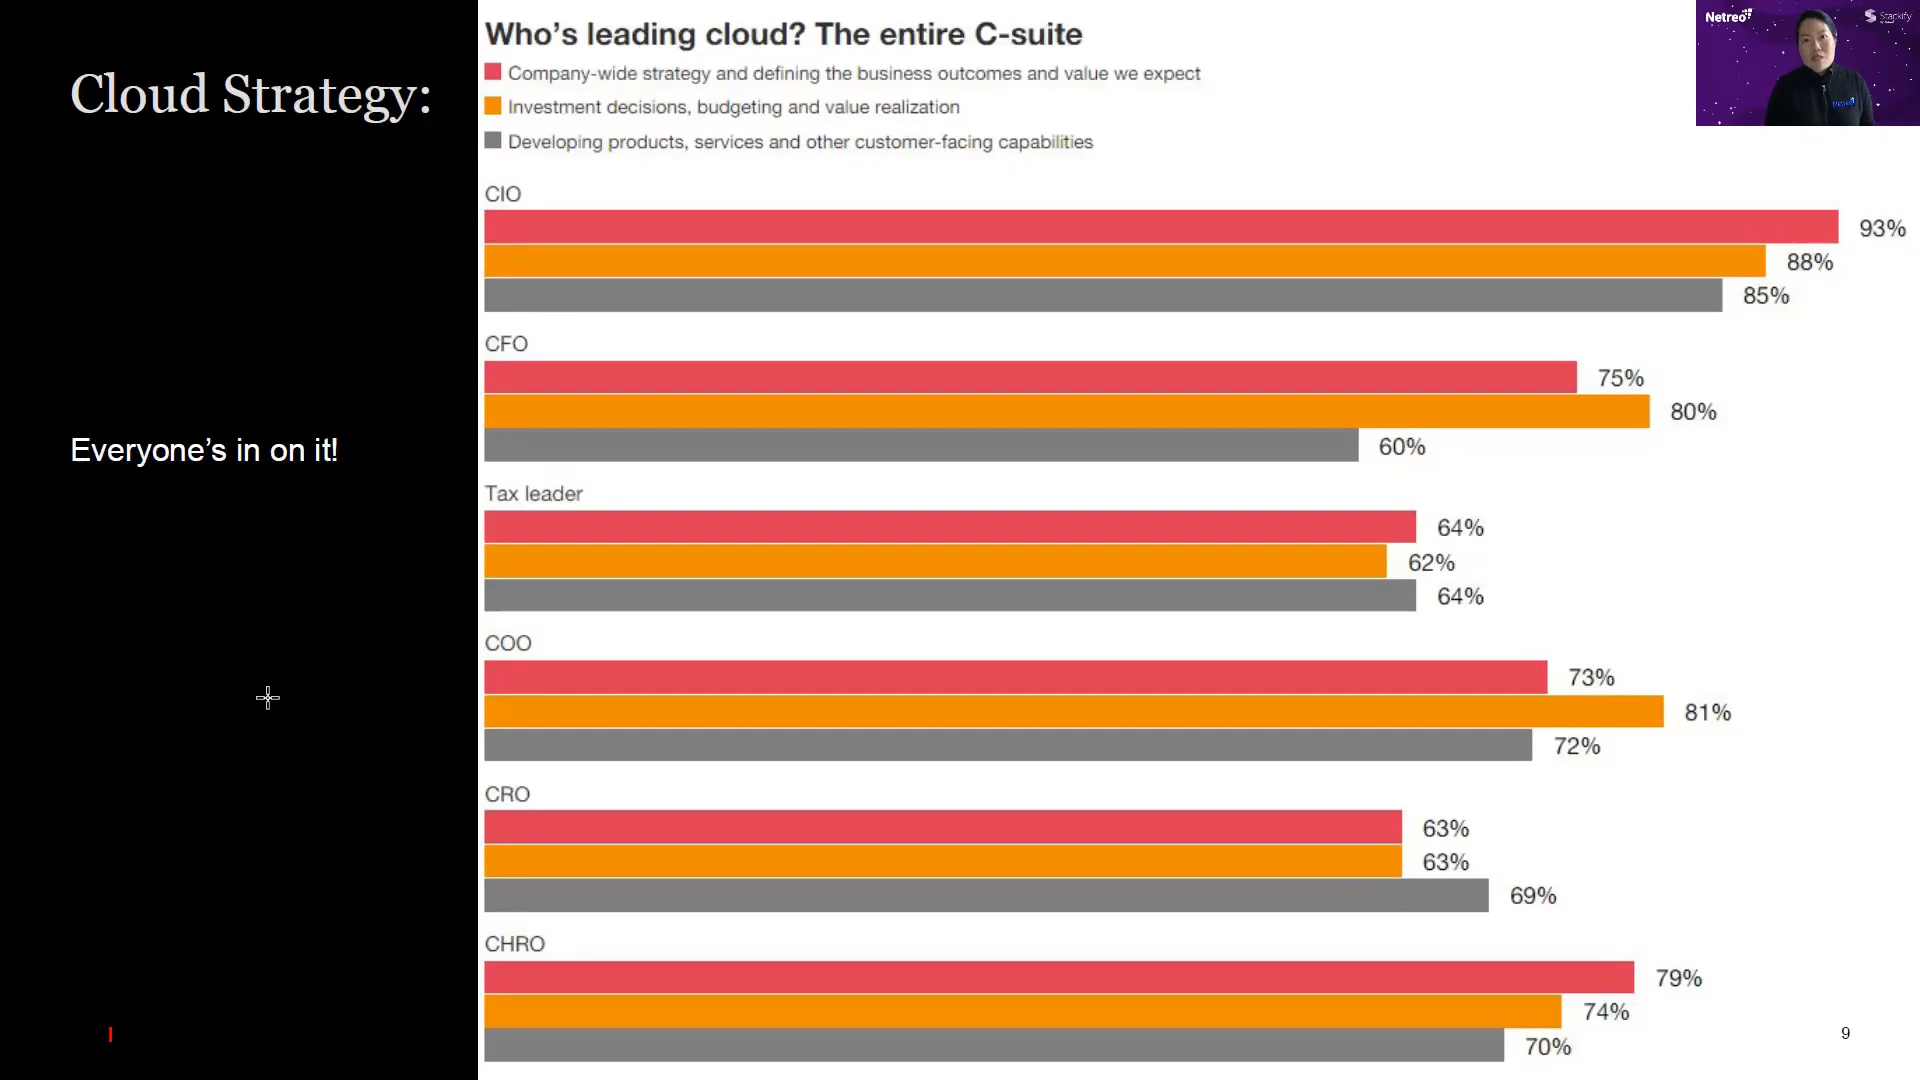 Cloud Strategy:
Everyone's in on it!
Who's leading cloud? The entire C-suite
Company-wide strategy and defining the business outcomes and value we expect
Investment decisions, budgeting and value realization
Developing products, services and other customer-facing capabilities
CIO
93%
88%
85%
CFO
75%
80%
60%
Tax leader
64%
62%
64%
COO
73%
81%
72%
CRO
63%
63%
69%
CHRO
79%
74%
70%
9
Netreo
Stackify
Netreo